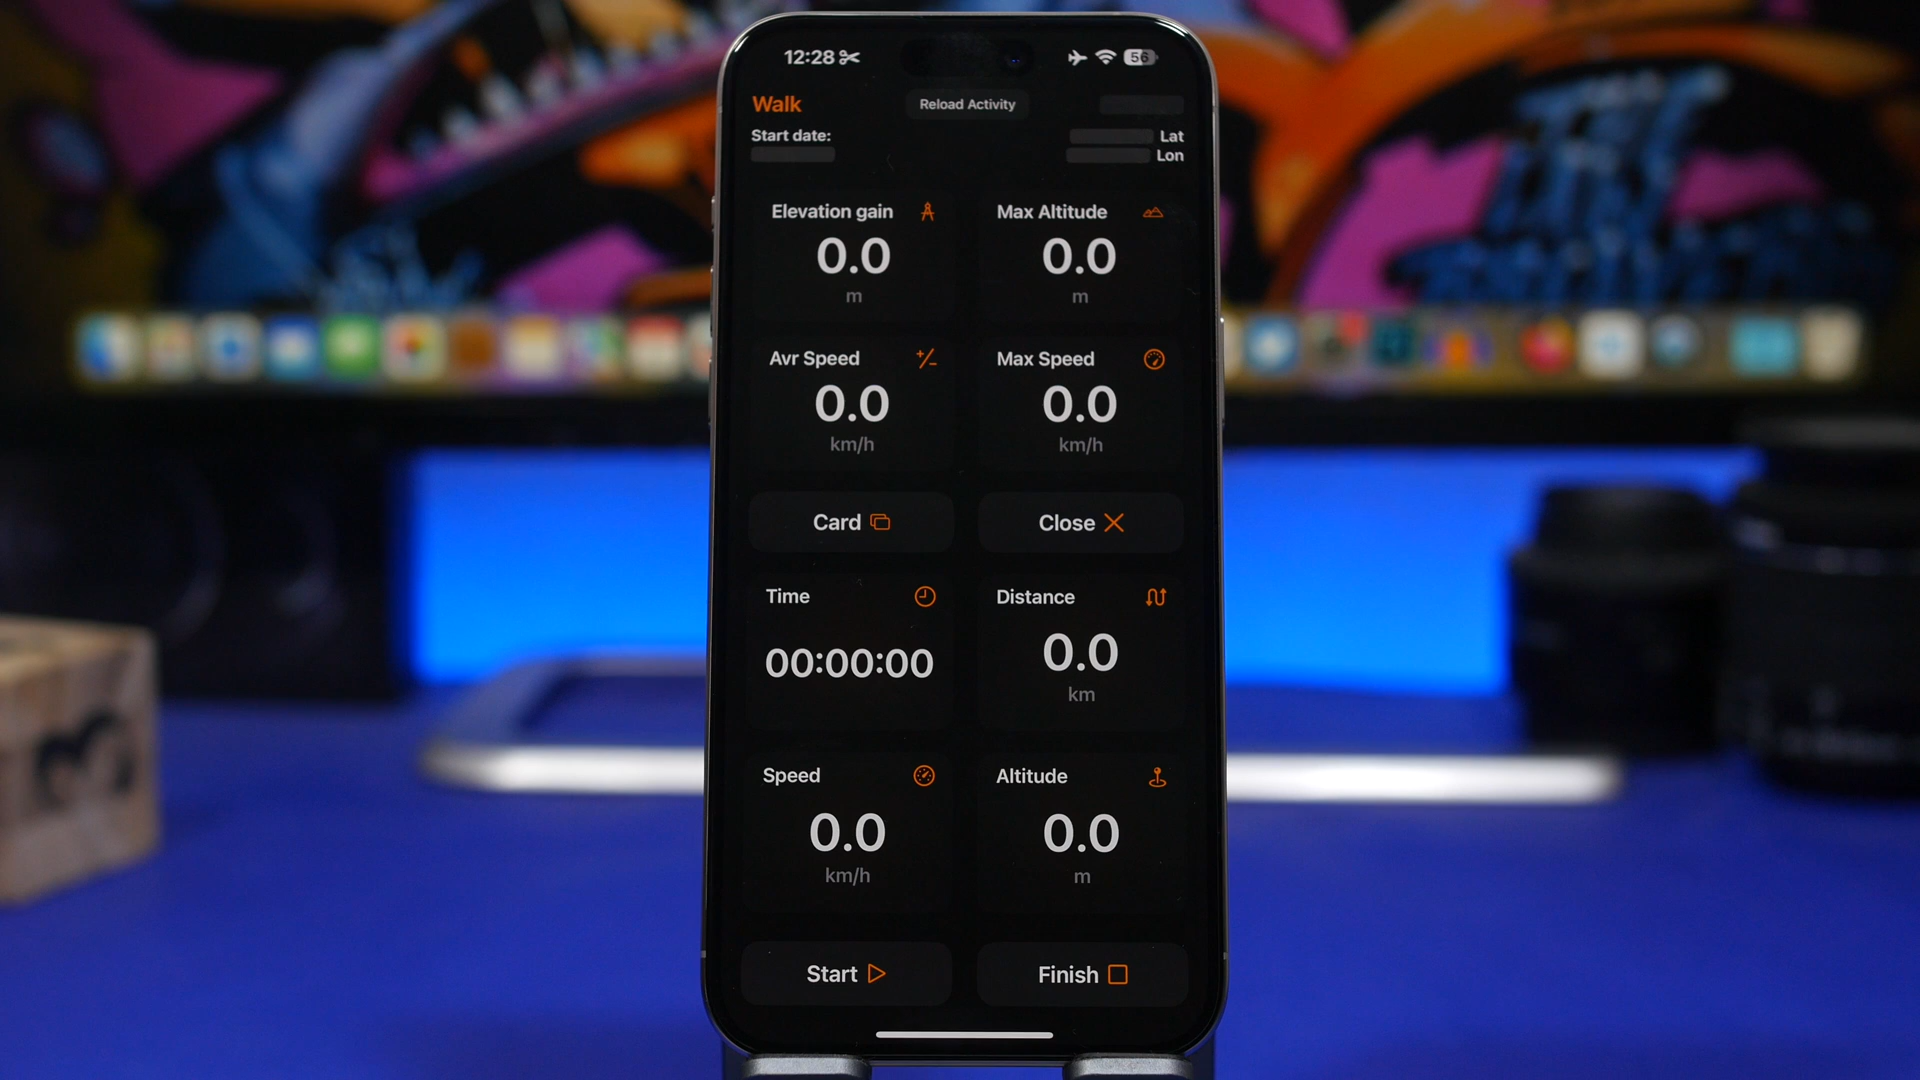 12:28
56
Walk
Reload Activity
Start date:
Lat
Lon
Elevation gain
0.0
m
Max Altitude
0.0
m
Avr Speed
0.0
km/h
Max Speed
0.0
km/h
Card
Close
Time
00:00:00
Distance
0.0
km
Speed
0.0
km/h
Altitude
0.0
m
Start
Finish